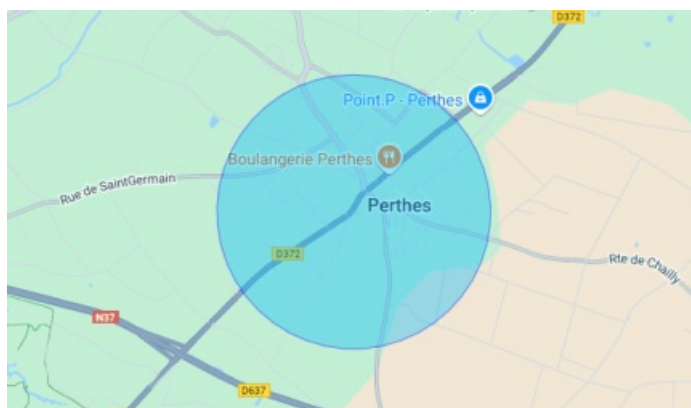 D372
Point.P - Perthes
Boulangerie Perthes
Rue de SaintGermain
Perthes
D372
Rte de Chailly
N37
D637